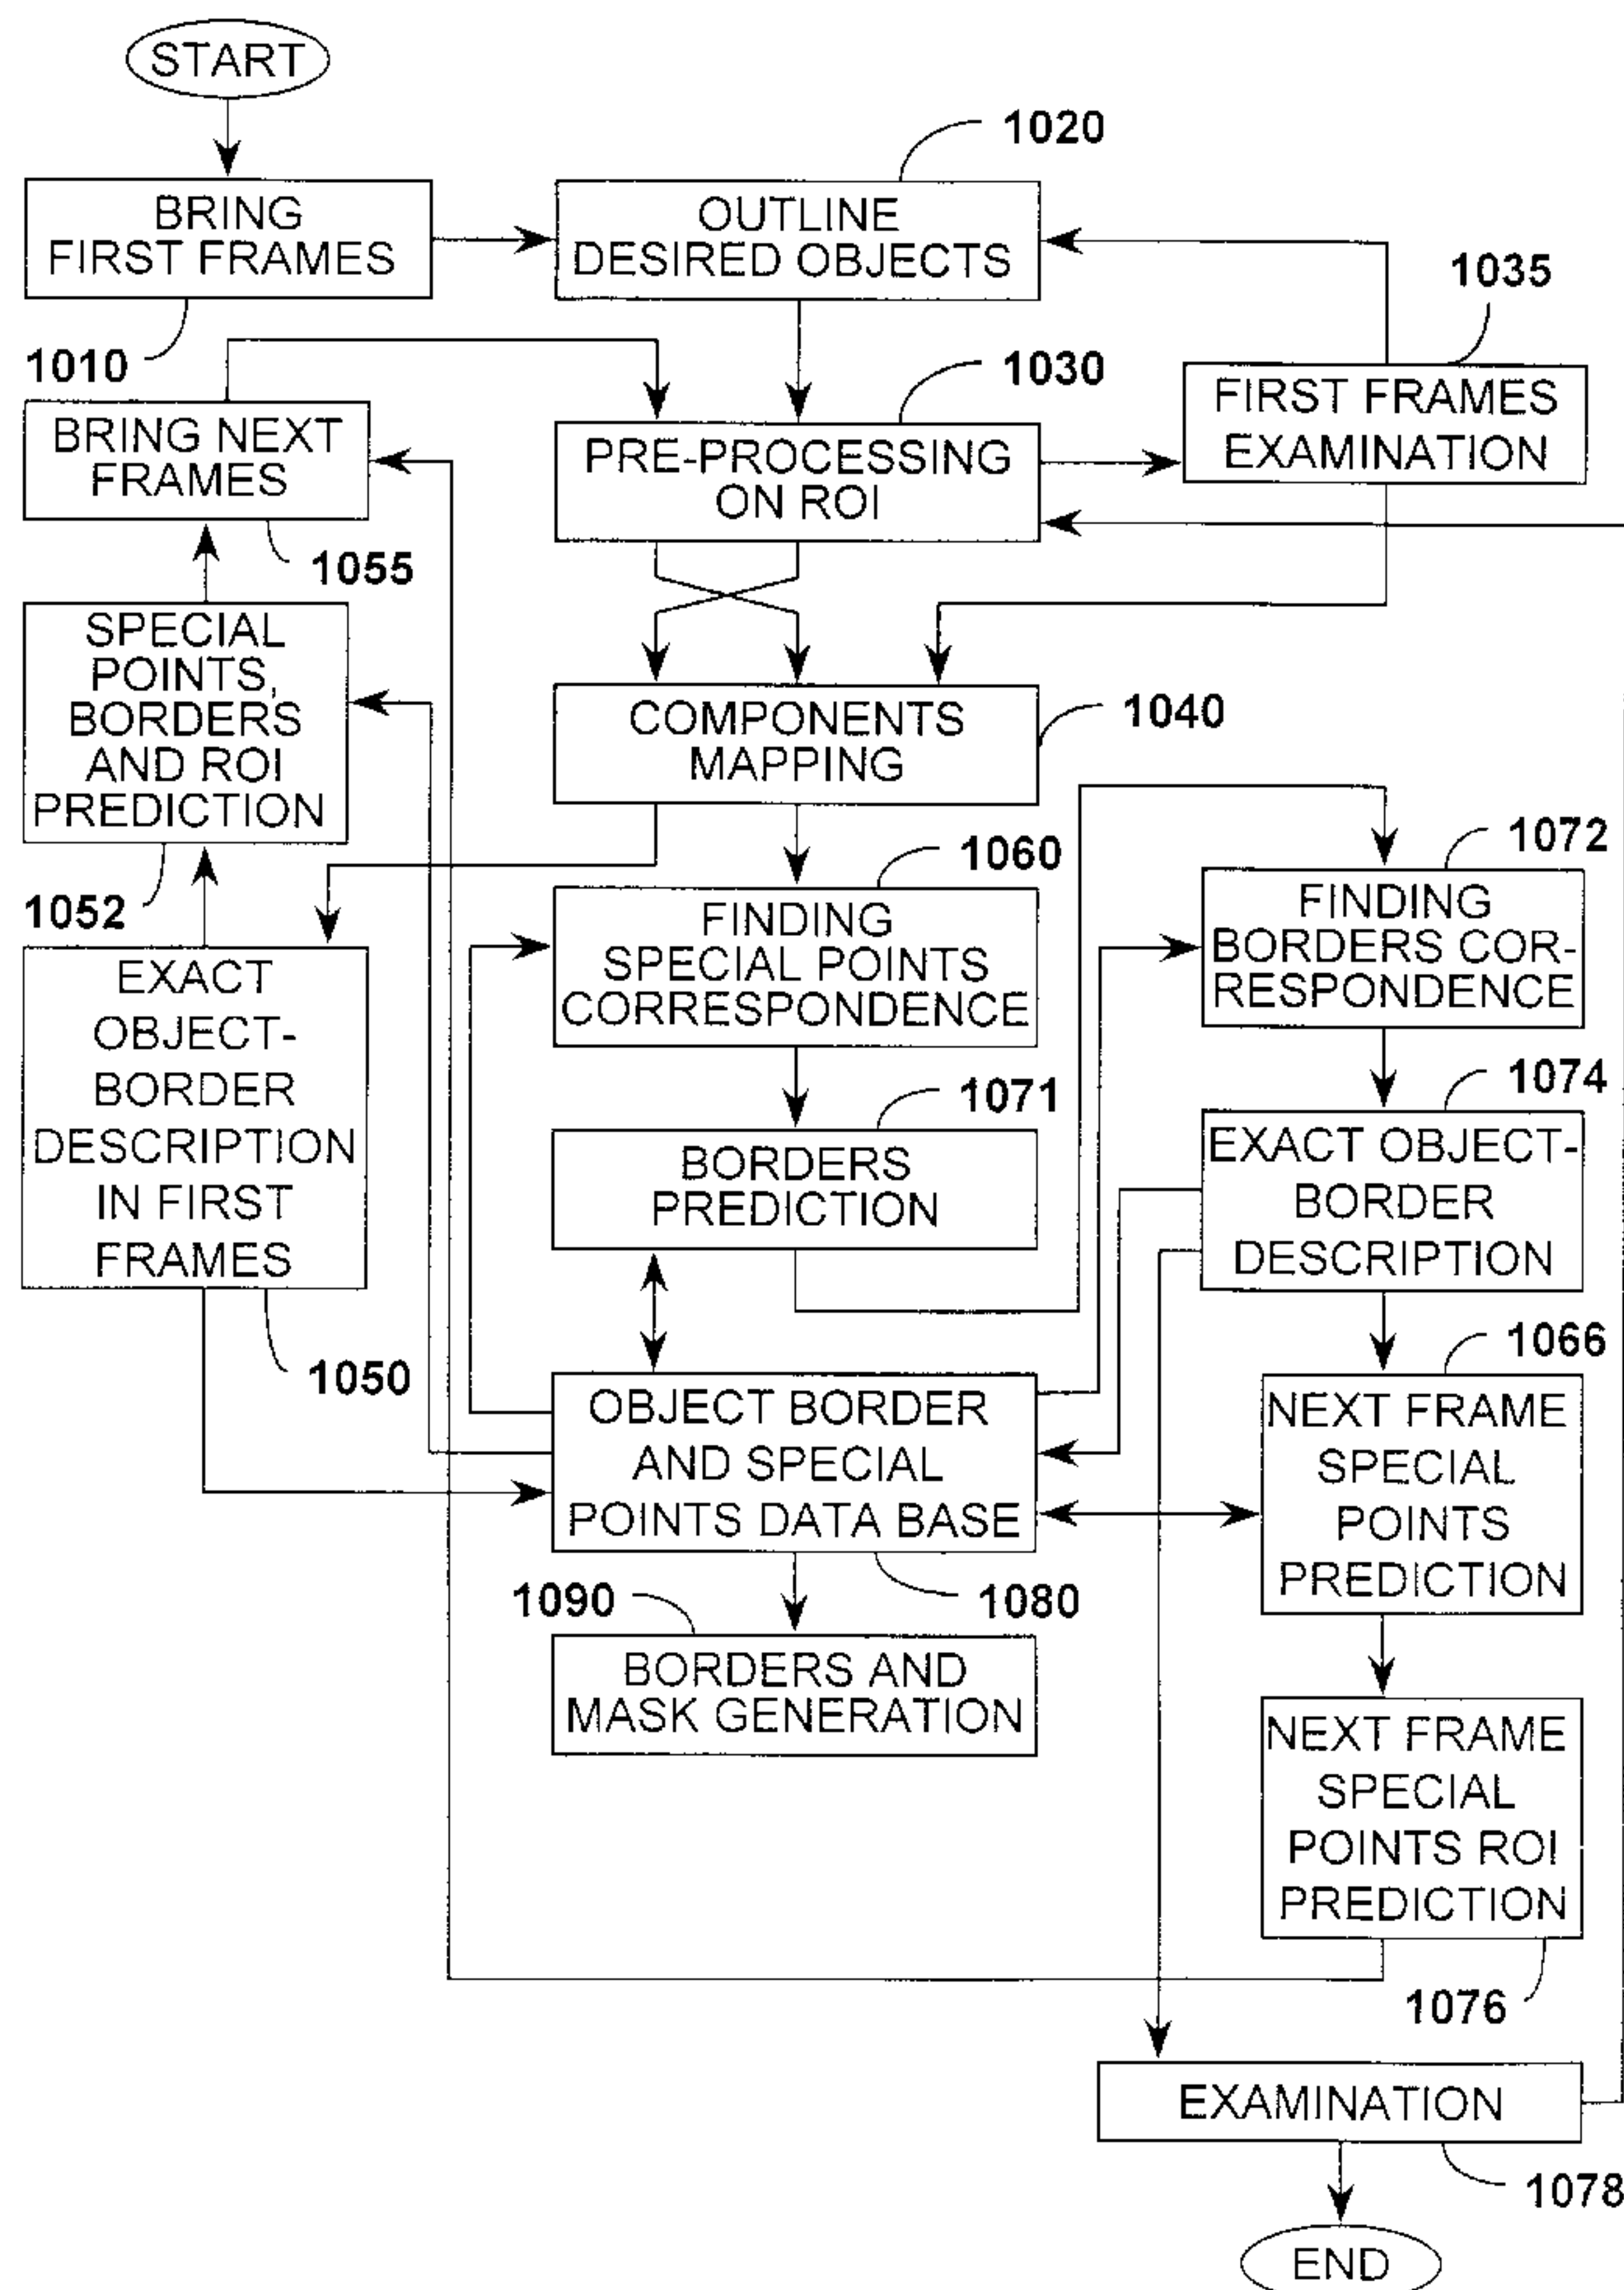 START
1020
BRING
FIRST FRAMES
OUTLINE
DESIRED OBJECTS
1035
1010
1030
BRING NEXT
FRAMES
PRE-PROCESSING
ON ROI
FIRST FRAMES
EXAMINATION
1055
SPECIAL
POINTS,
BORDERS
AND ROI
PREDICTION
COMPONENTS
MAPPING
1040
1052
1060
1072
EXACT
OBJECT-
BORDER
DESCRIPTION
IN FIRST
FRAMES
FINDING
SPECIAL POINTS
CORRESPONDENCE
FINDING
BORDERS COR-
RESPONDENCE
1071
1074
BORDERS
PREDICTION
EXACT OBJECT-
BORDER
DESCRIPTION
1050
1066
OBJECT BORDER
AND SPECIAL
POINTS DATA BASE
NEXT FRAME
SPECIAL
POINTS
PREDICTION
1090
1080
BORDERS AND
MASK GENERATION
NEXT FRAME
SPECIAL
POINTS ROI
PREDICTION
1076
EXAMINATION
1078
END